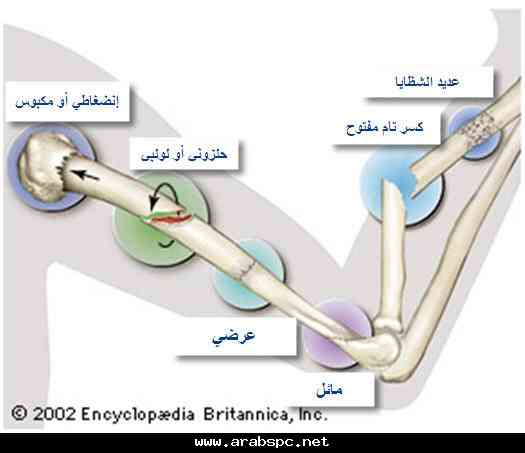 عديد الشظايا
إنضغاطي أو مكبوس
كسر تام مفتوح
حلزوني أو لولبي
عرضي
مائل
© 2002 Encyclopædia Britannica, Inc.
www.arabspc.net